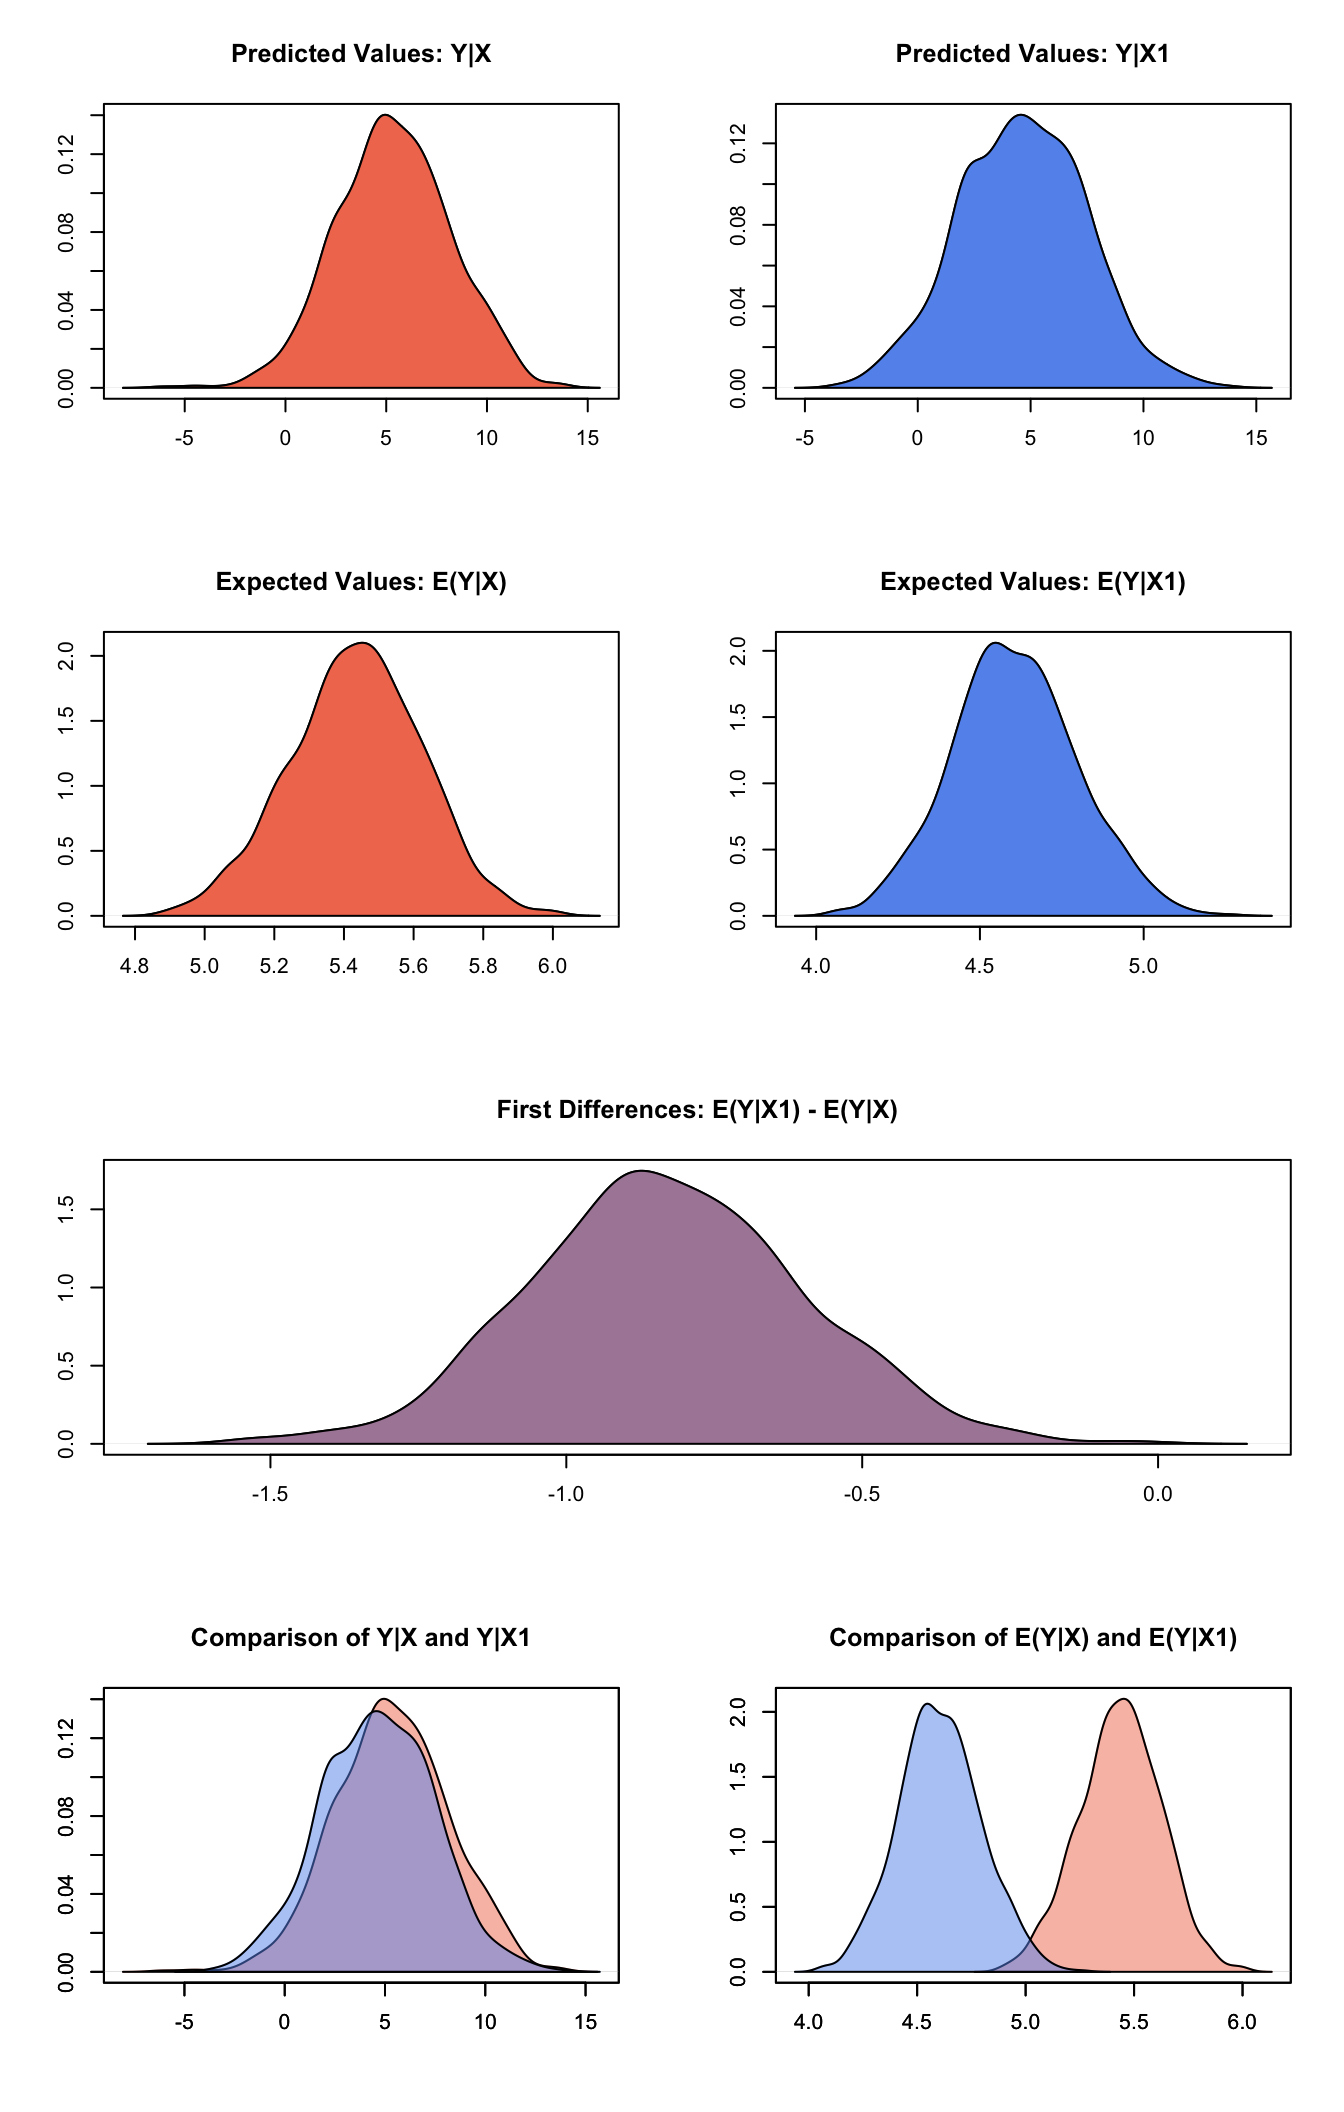 Predicted Values: Y|X
0.00 0.04 0.08 0.12
-5 0 5 10 15
Predicted Values: Y|X1
0.00 0.04 0.08 0.12
-5 0 5 10 15
Expected Values: E(Y|X)
0.0 0.5 1.0 1.5 2.0
4.8 5.0 5.2 5.4 5.6 5.8 6.0
Expected Values: E(Y|X1)
0.0 0.5 1.0 1.5 2.0
4.0 4.5 5.0
First Differences: E(Y|X1) - E(Y|X)
0.0 0.5 1.0 1.5
-1.5 -1.0 -0.5 0.0
Comparison of Y|X and Y|X1
0.00 0.04 0.08 0.12
-5 0 5 10 15
Comparison of E(Y|X) and E(Y|X1)
0.0 0.5 1.0 1.5 2.0
4.0 4.5 5.0 5.5 6.0